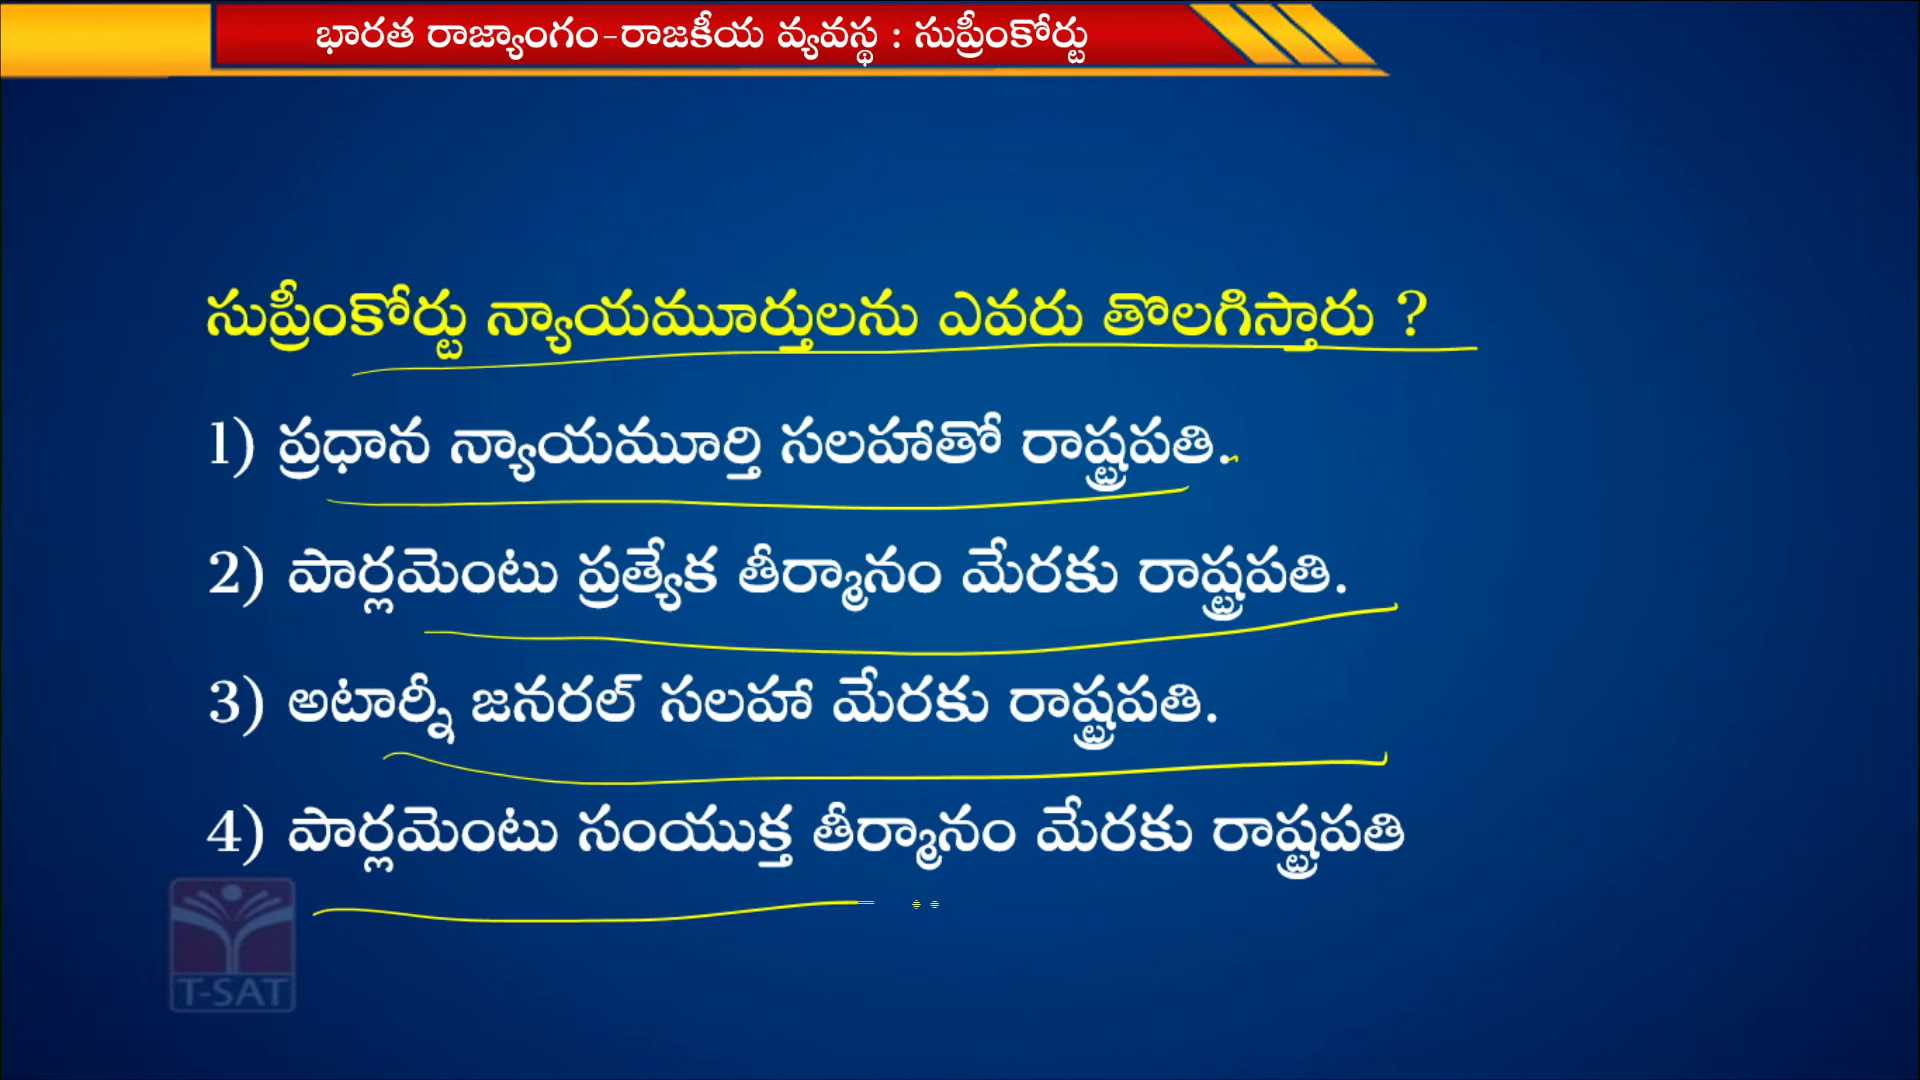 భారత రాజ్యాంగం-రాజకీయ వ్యవస్థ : సుప్రీంకోర్టు
సుప్రీంకోర్టు న్యాయమూర్తులను ఎవరు తొలగిస్తారు ?
1) ప్రధాన న్యాయమూర్తి సలహాతో రాష్ట్రపతి.
2) పార్లమెంటు ప్రత్యేక తీర్మానం మేరకు రాష్ట్రపతి.
3) అటార్నీ జనరల్ సలహా మేరకు రాష్ట్రపతి.
4) పార్లమెంటు సంయుక్త తీర్మానం మేరకు రాష్ట్రపతి
T-SAT